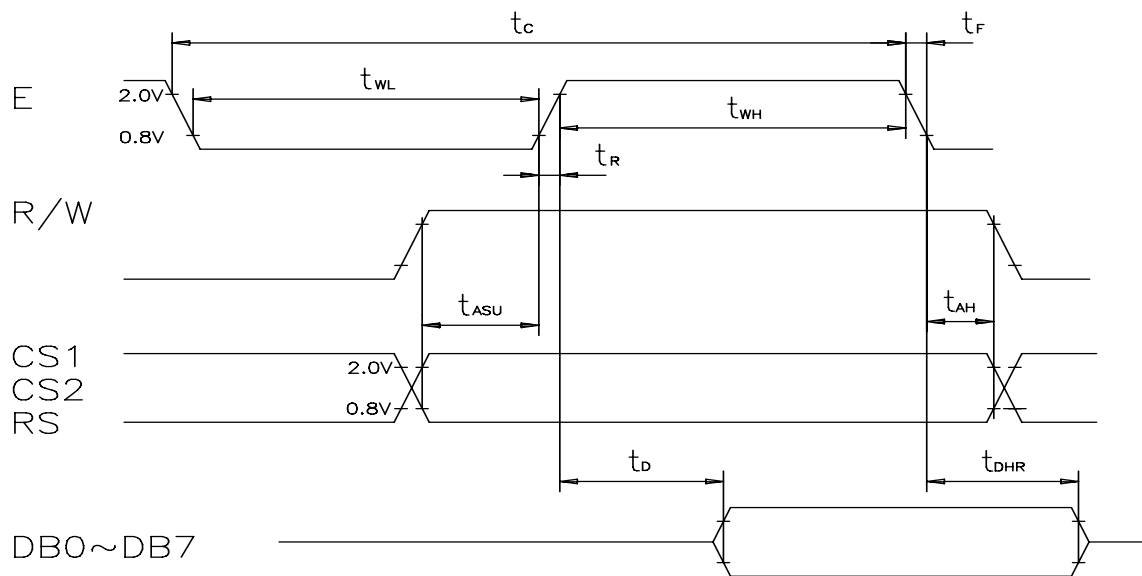 tC
tF
E
2.0V
tWL
0.8V
tWH
tR
R/W
tASU
tAH
CS1
2.0V
CS2
0.8V
RS
tD
tDHR
DB0~DB7